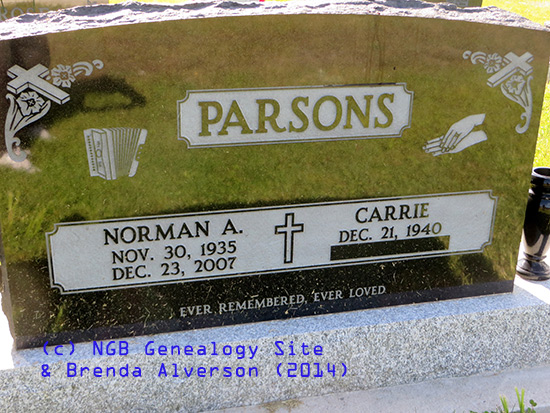 PARSONS
NORMAN A.
NOV. 30, 1935
DEC. 23, 2007
CARRIE
DEC. 21, 1940
EVER REMEMBERED, EVER LOVED
(c) NGB Genealogy Site
& Brenda Alverson (2014)